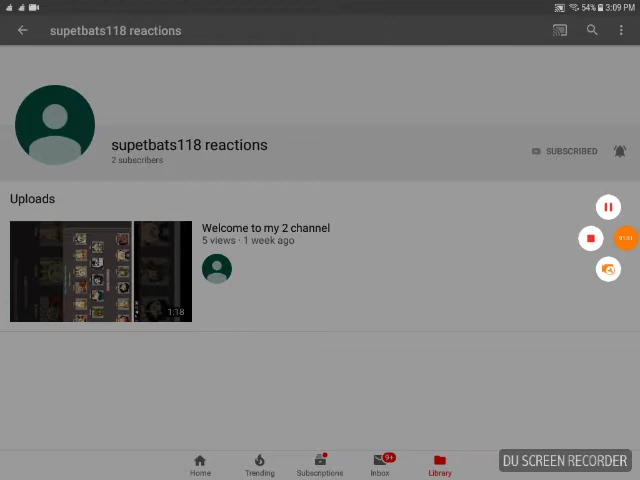 54% 3:09 PM
supetbats118 reactions
supetbats118 reactions
2 subscribers
SUBSCRIBED
Uploads
Welcome to my 2 channel
5 views · 1 week ago
1:18
9+
Home Trending Subscriptions Inbox Library
DU SCREEN RECORDER